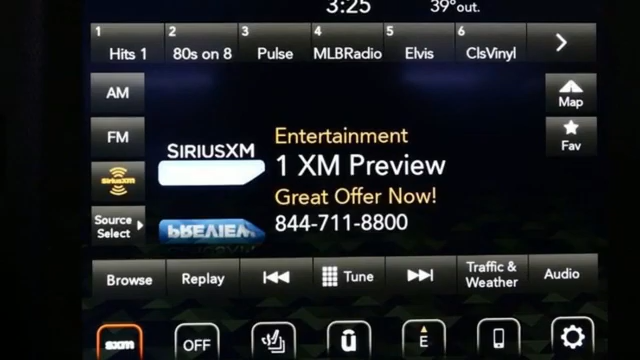 3:25 39°out.
1 2 3 4 5 6
Hits 1 80s on 8 Pulse MLBRadio Elvis ClsVinyl
AM
Map
FM
Fav
SiriusXM
Source
Select
SIRIUSXM
Entertainment
1 XM Preview
Great Offer Now!
844-711-8800
PREVIEW
Browse Replay Tune Traffic & Weather Audio
sxm OFF E